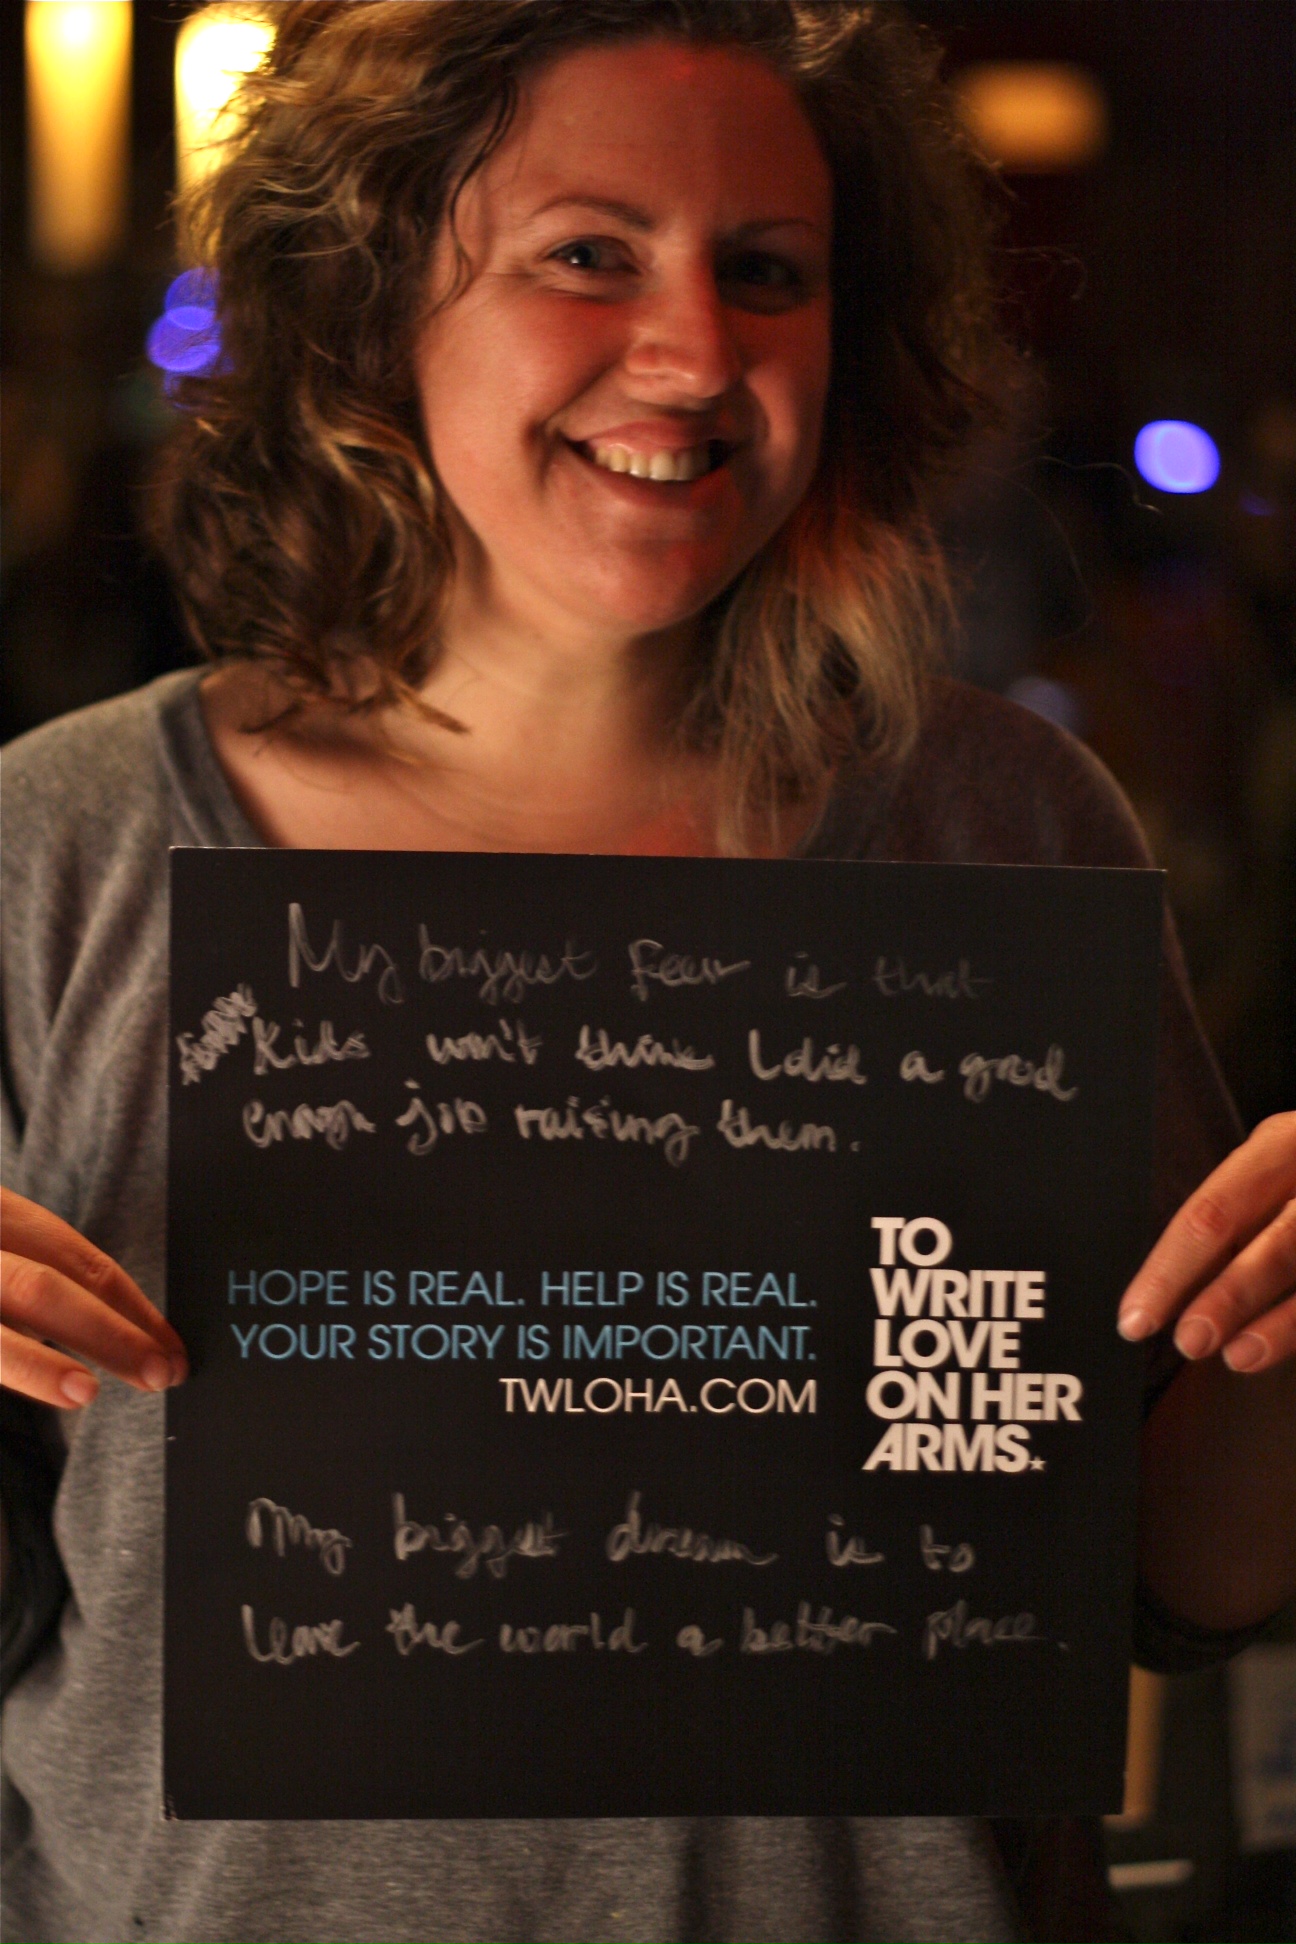 My biggest fear is that
Kids won't think I did a good
enough job raising them.
HOPE IS REAL. HELP IS REAL.
YOUR STORY IS IMPORTANT.
TWLOHA.COM
TO
WRITE
LOVE
ON HER
ARMS.
My biggest dream is to
leave the world a better place.